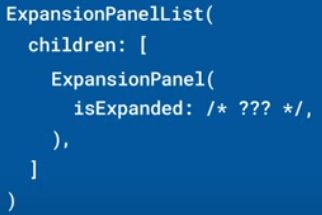 ExpansionPanelList(
  children: [
    ExpansionPanel(
      isExpanded: /* ??? */,
    ),
  ]
)